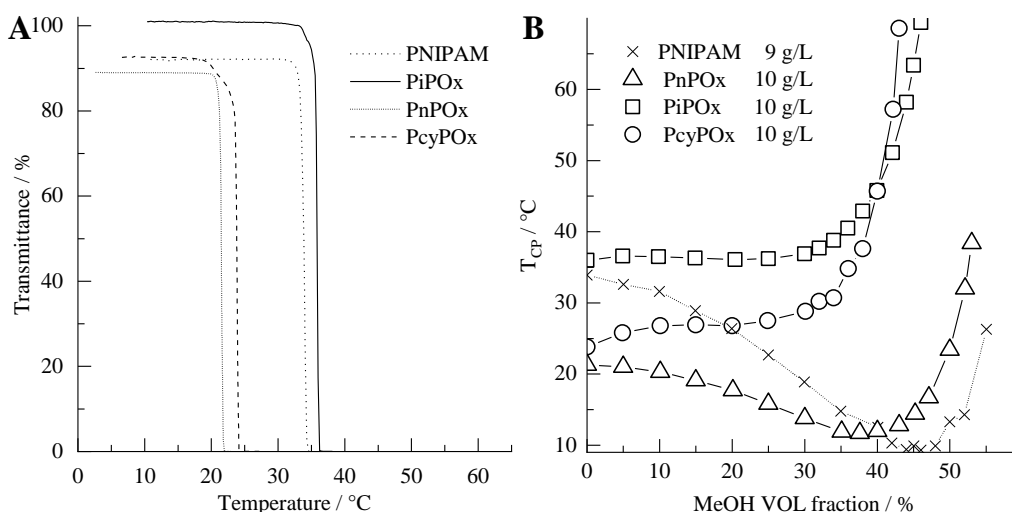 A
100
80
60
40
20
0
Transmittance / %
PNIPAM
PiPOx
PnPOx
PcyPOx
0 10 20 30 40 50 60
Temperature / °C
B
PNIPAM 9 g/L
PnPOx 10 g/L
PiPOx 10 g/L
PcyPOx 10 g/L
60
50
40
30
20
10
T_CP / °C
0 10 20 30 40 50
MeOH VOL fraction / %